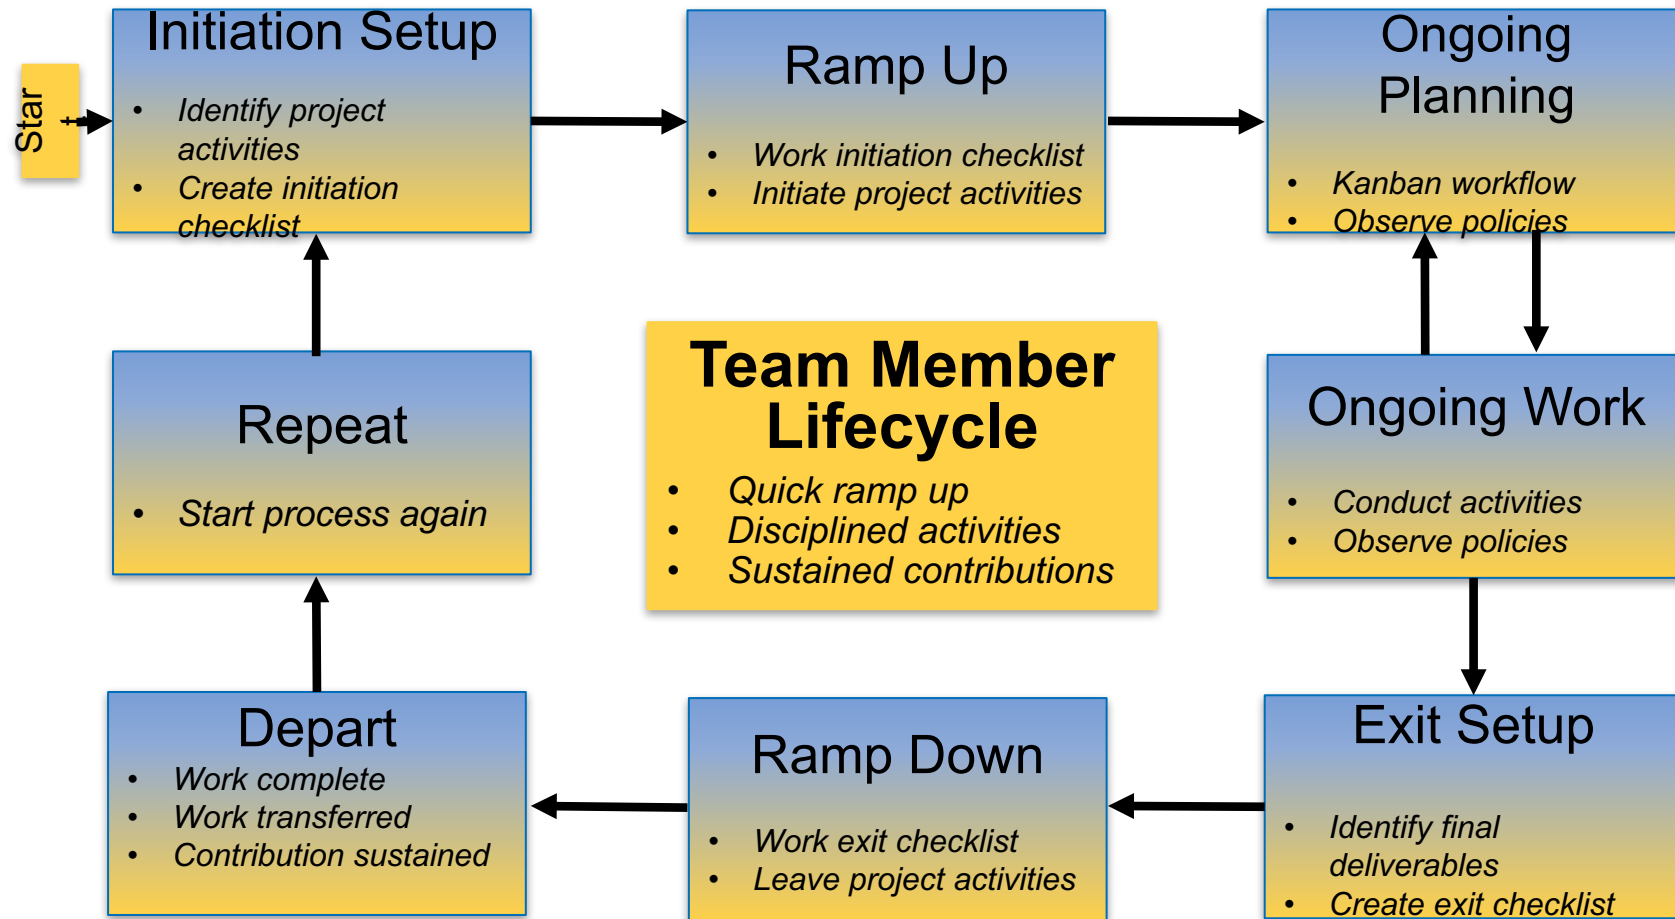 Start
Initiation Setup
• Identify project
activities
• Create initiation
checklist
Ramp Up
• Work initiation checklist
• Initiate project activities
Ongoing
Planning
• Kanban workflow
• Observe policies
Repeat
• Start process again
Team Member
Lifecycle
• Quick ramp up
• Disciplined activities
• Sustained contributions
Ongoing Work
• Conduct activities
• Observe policies
Depart
• Work complete
• Work transferred
• Contribution sustained
Ramp Down
• Work exit checklist
• Leave project activities
Exit Setup
• Identify final
deliverables
• Create exit checklist